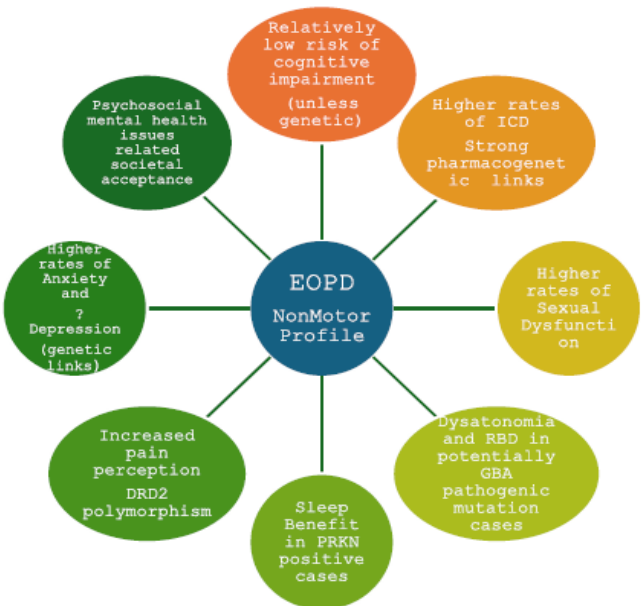 Relatively
low risk of
cognitive
impairment
(unless
genetic)
Psychosocial
mental health
issues
related
societal
acceptance
Higher rates
of ICD
Strong
pharmacogenet
ic links
Higher
rates of
Anxiety
and
?
Depression
(genetic
links)
EOPD
NonMotor
Profile
Higher
rates of
Sexual
Dysfuncti
on
Increased
pain
perception
DRD2
polymorphism
Sleep
Benefit
in PRKN
positive
cases
Dysatonomia
and RBD in
potentially
GBA
pathogenic
mutation
cases